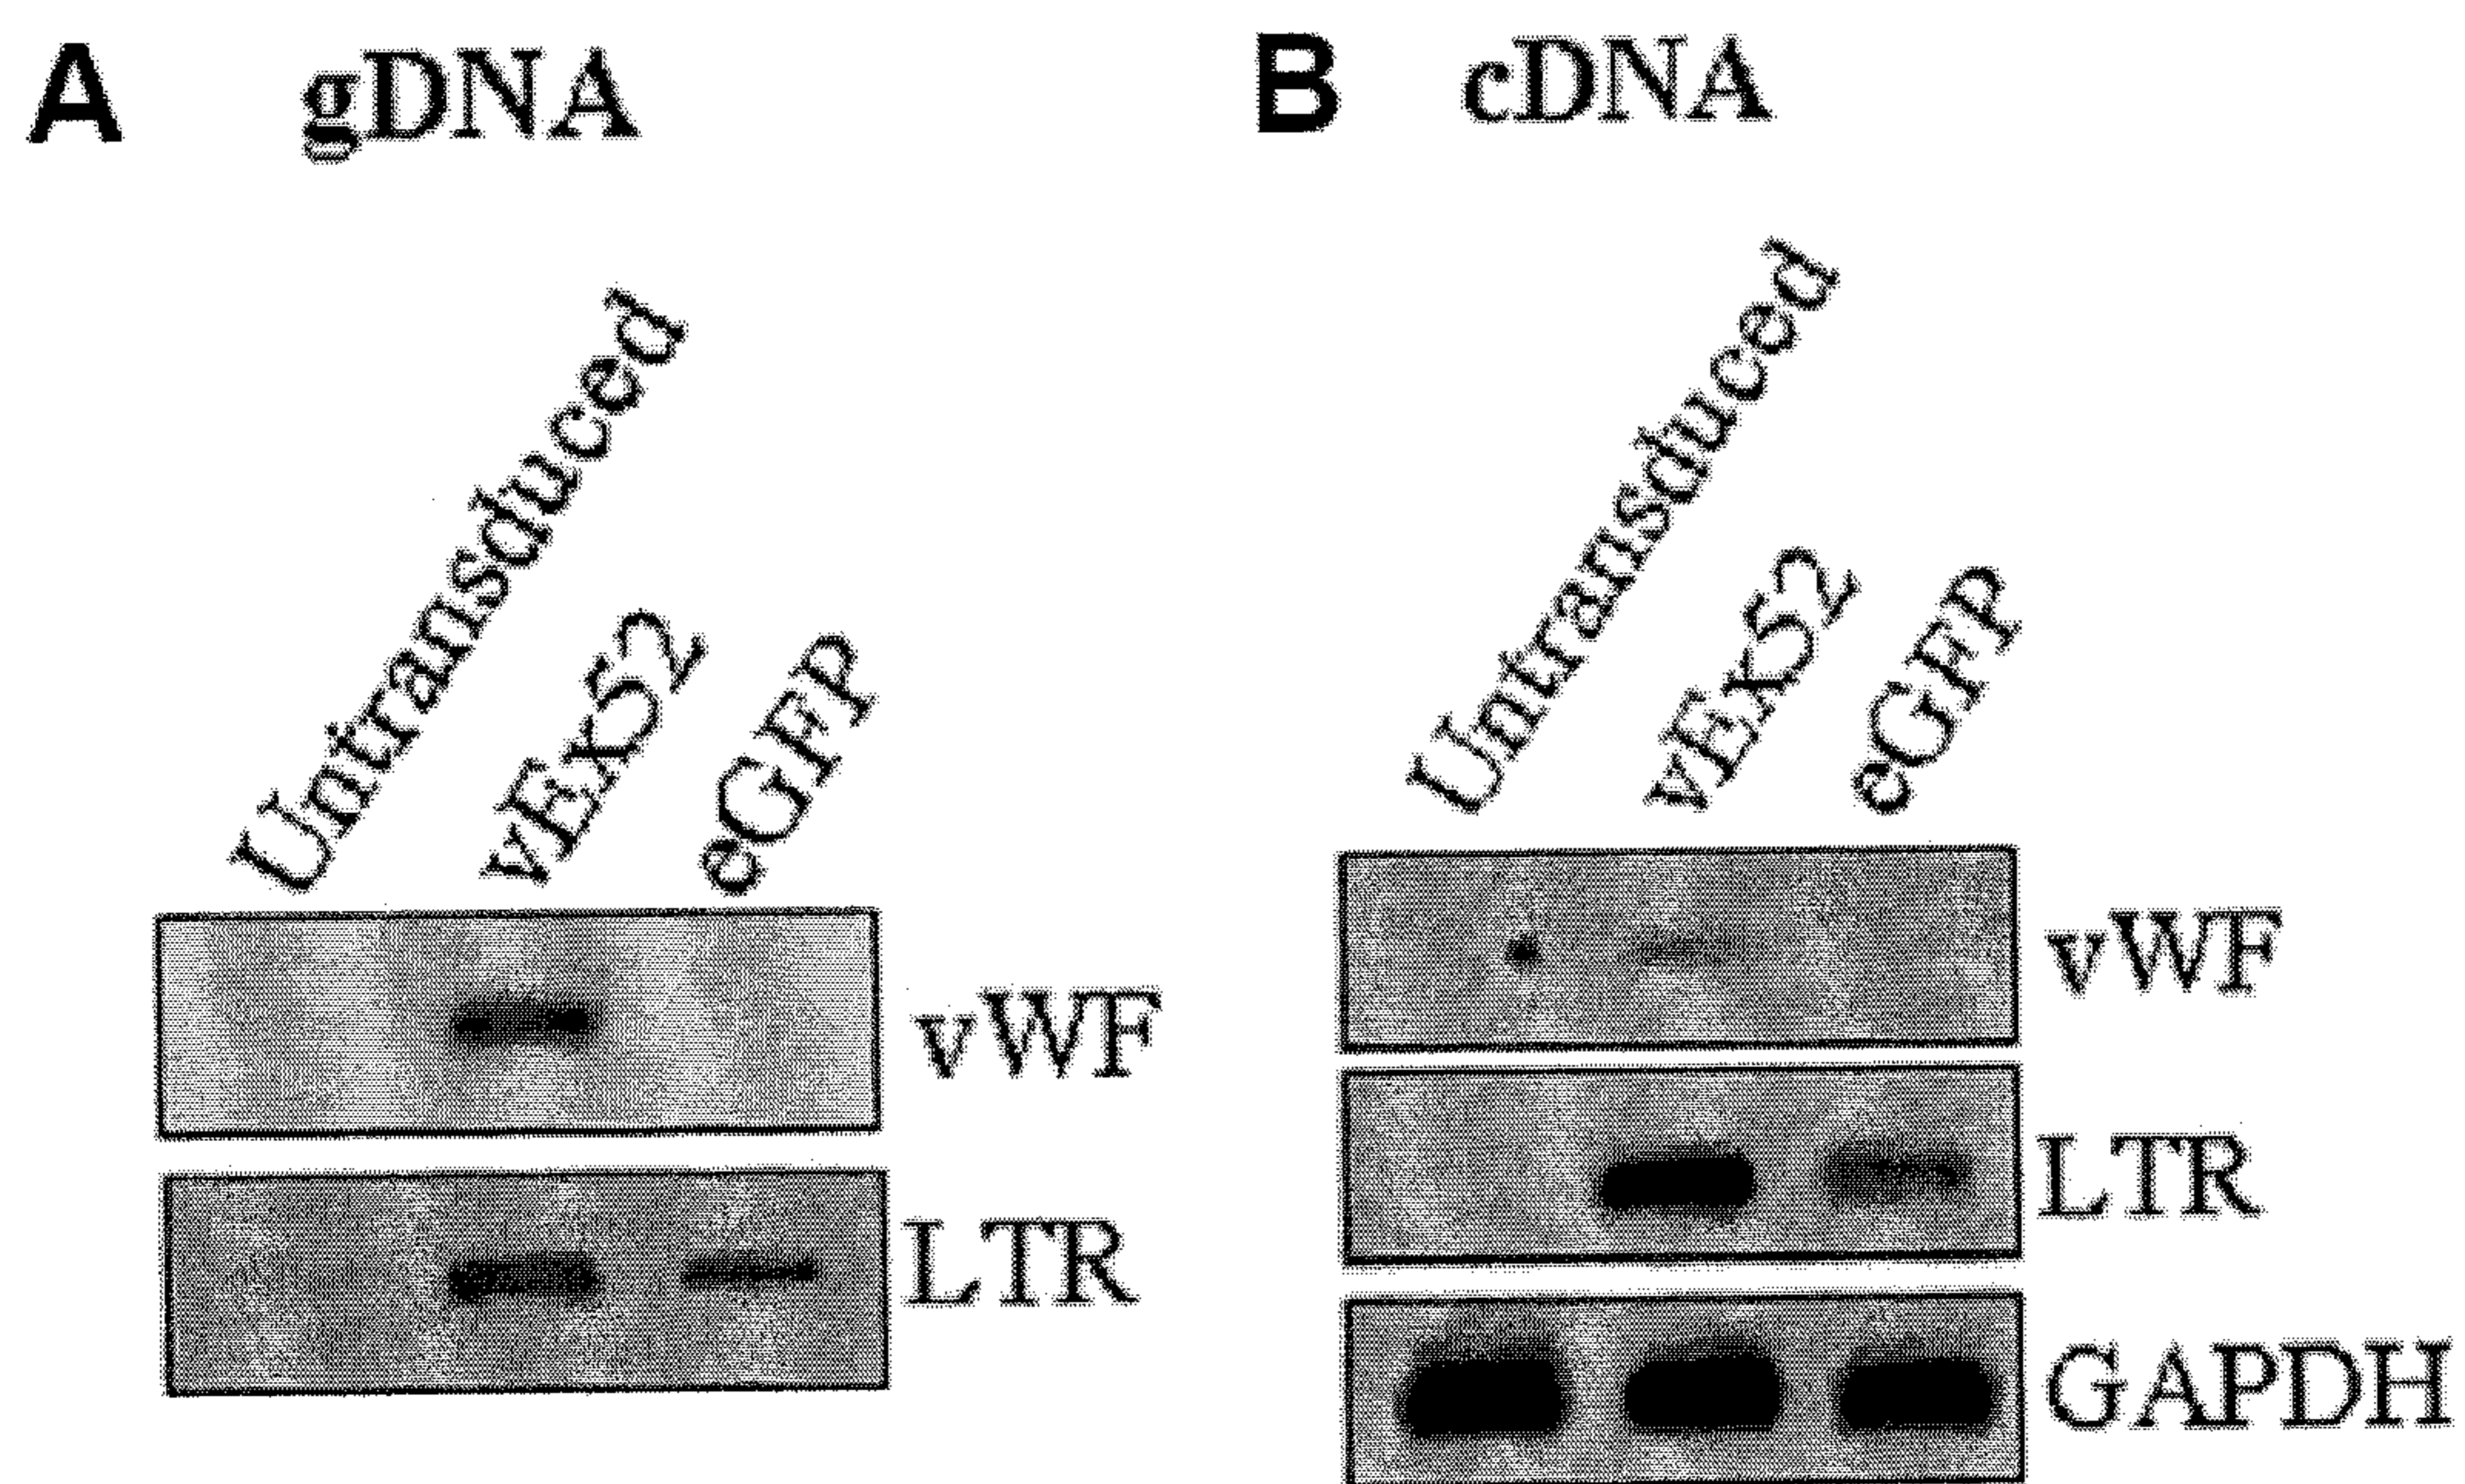 A gDNA
Untransduced
vEx52
eGFP
vWF
LTR
B cDNA
Untransduced
vEx52
eGFP
vWF
LTR
GAPDH